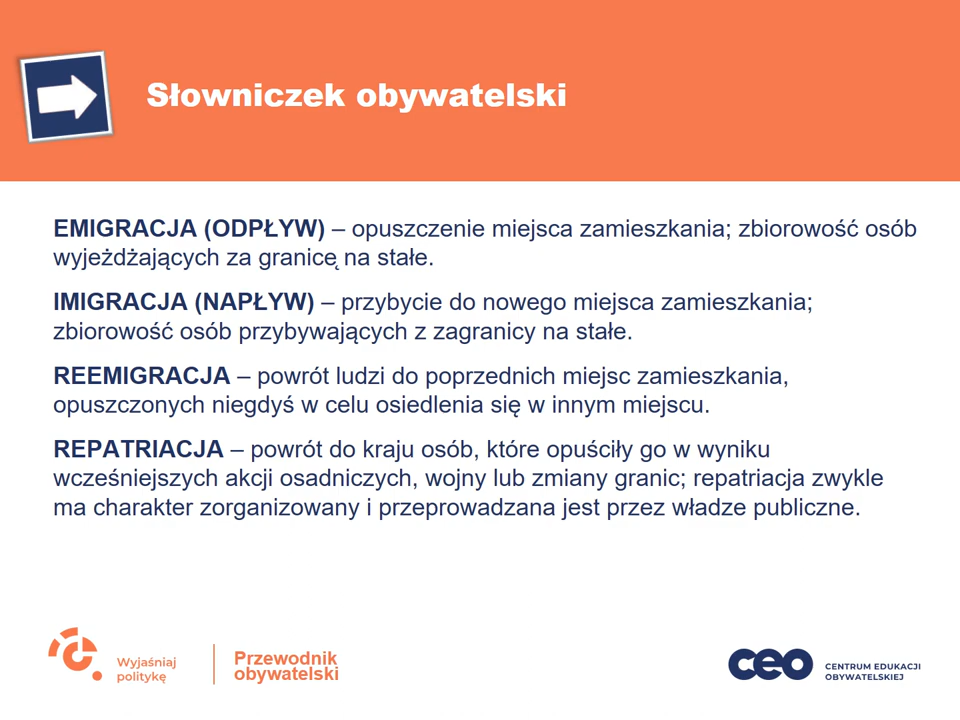 Słowniczek obywatelski
EMIGRACJA (ODPŁYW) – opuszczenie miejsca zamieszkania; zbiorowość osób
wyjeżdżających za granicę na stałe.
IMIGRACJA (NAPŁYW) – przybycie do nowego miejsca zamieszkania;
zbiorowość osób przybywających z zagranicy na stałe.
REEMIGRACJA – powrót ludzi do poprzednich miejsc zamieszkania,
opuszczonych niegdyś w celu osiedlenia się w innym miejscu.
REPATRIACJA – powrót do kraju osób, które opuściły go w wyniku
wcześniejszych akcji osadniczych, wojny lub zmiany granic; repatriacja zwykle
ma charakter zorganizowany i przeprowadzana jest przez władze publiczne.
Wyjaśniaj
politykę
Przewodnik
obywatelski
ceo
CENTRUM EDUKACJI
OBYWATELSKIEJ